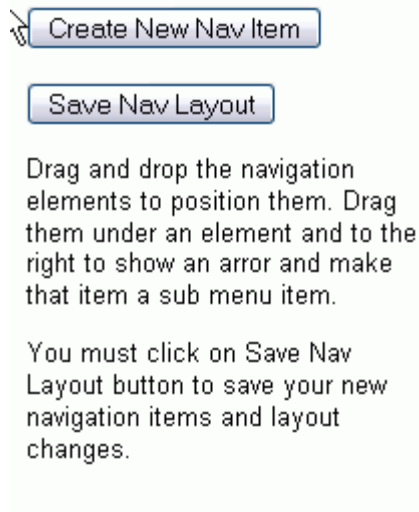 Create New Nav Item
Save Nav Layout
Drag and drop the navigation
elements to position them. Drag
them under an element and to the
right to show an arror and make
that item a sub menu item.
You must click on Save Nav
Layout button to save your new
navigation items and layout
changes.